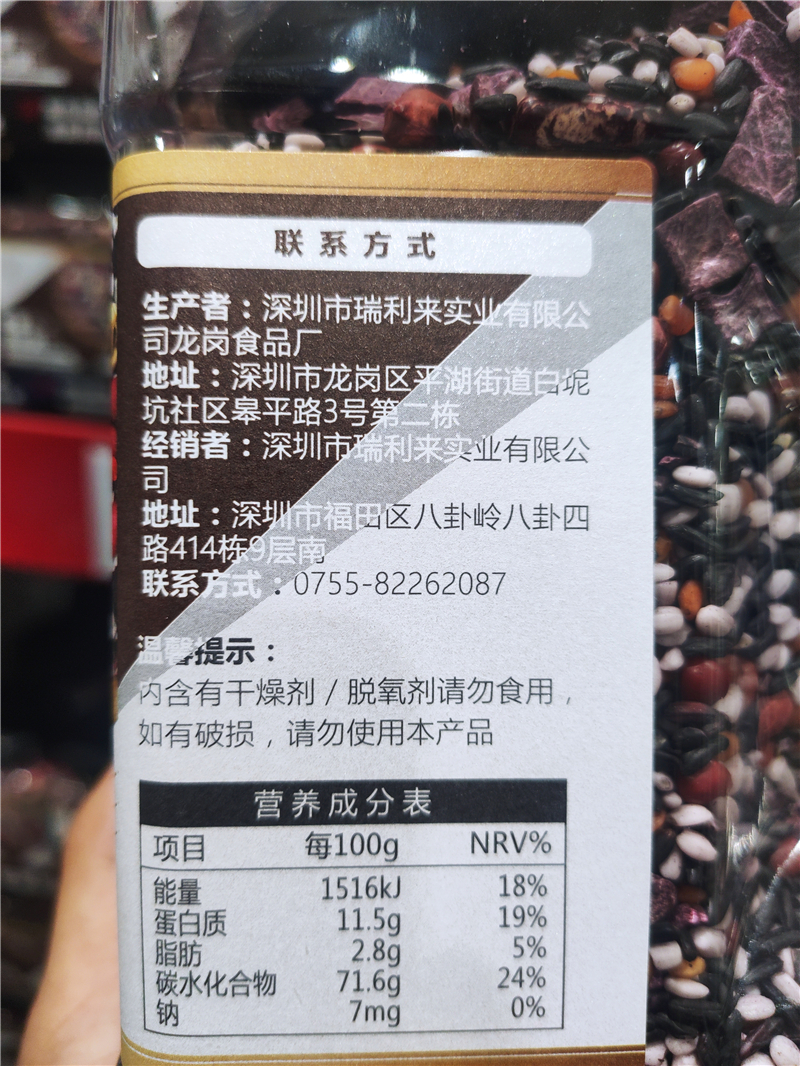 联系方式
生产者：深圳市瑞利来实业有限公
司龙岗食品厂
地址：深圳市龙岗区平湖街道白坭
坑社区皋平路3号第二栋
经销者：深圳市瑞利来实业有限公
司
地址：深圳市福田区八卦岭八卦四
路414栋9层南
联系方式：0755-82262087
温馨提示：
内含有干燥剂/脱氧剂请勿食用，
如有破损，请勿使用本产品
营养成分表
项目 每100g NRV%
能量 1516kJ 18%
蛋白质 11.5g 19%
脂肪 2.8g 5%
碳水化合物 71.6g 24%
钠 7mg 0%